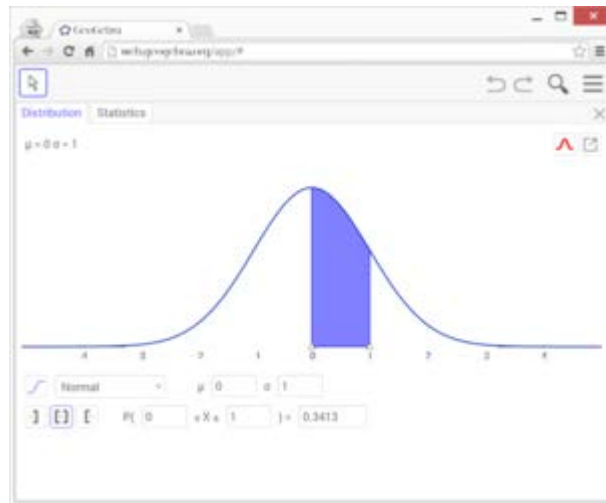 GeoGebra
Distribution Statistics
μ = 0 σ = 1
0 1
Normal μ 0 σ 1
P( 0 ≤ X ≤ 1 ) = 0.3413